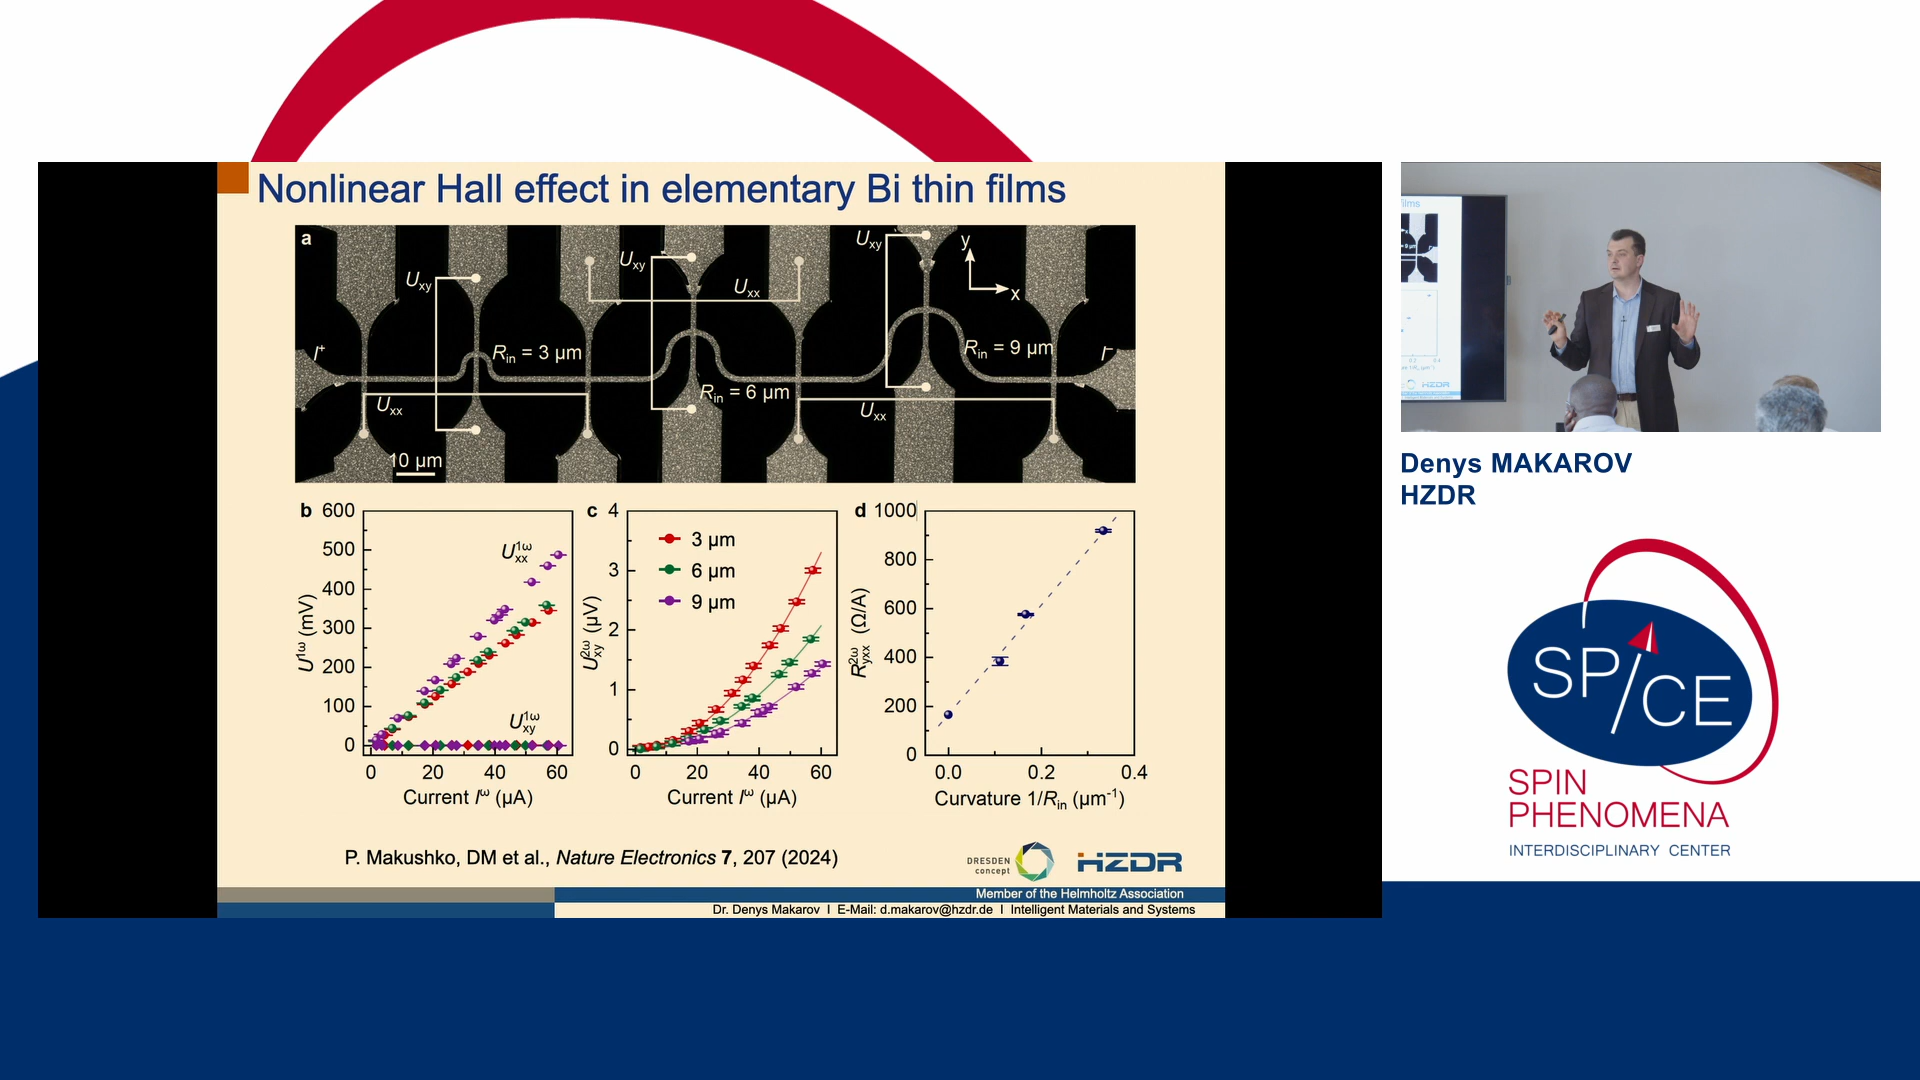 Nonlinear Hall effect in elementary Bi thin films
a
Uxy
Uxy
Uxx
Uxy
y
x
I+
Rin = 3 µm
Rin = 6 µm
Rin = 9 µm
I-
Uxx
Uxx
10 µm
b
600
500
400
300
200
100
0
U1ω (mV)
Uxx1ω
Uxy1ω
0 20 40 60
Current Iω (µA)
c
4
3
2
1
0
Uxy2ω (µV)
3 µm
6 µm
9 µm
0 20 40 60
Current Iω (µA)
d
1000
800
600
400
200
0
Ryxx2ω (Ω/A)
0.0 0.2 0.4
Curvature 1/Rin (µm-1)
P. Makushko, DM et al., Nature Electronics 7, 207 (2024)
DRESDEN
concept
HZDR
Member of the Helmholtz Association
Dr. Denys Makarov I E-Mail: d.makarov@hzdr.de I Intelligent Materials and Systems
Denys MAKAROV
HZDR
SP/CE
SPIN
PHENOMENA
INTERDISCIPLINARY CENTER